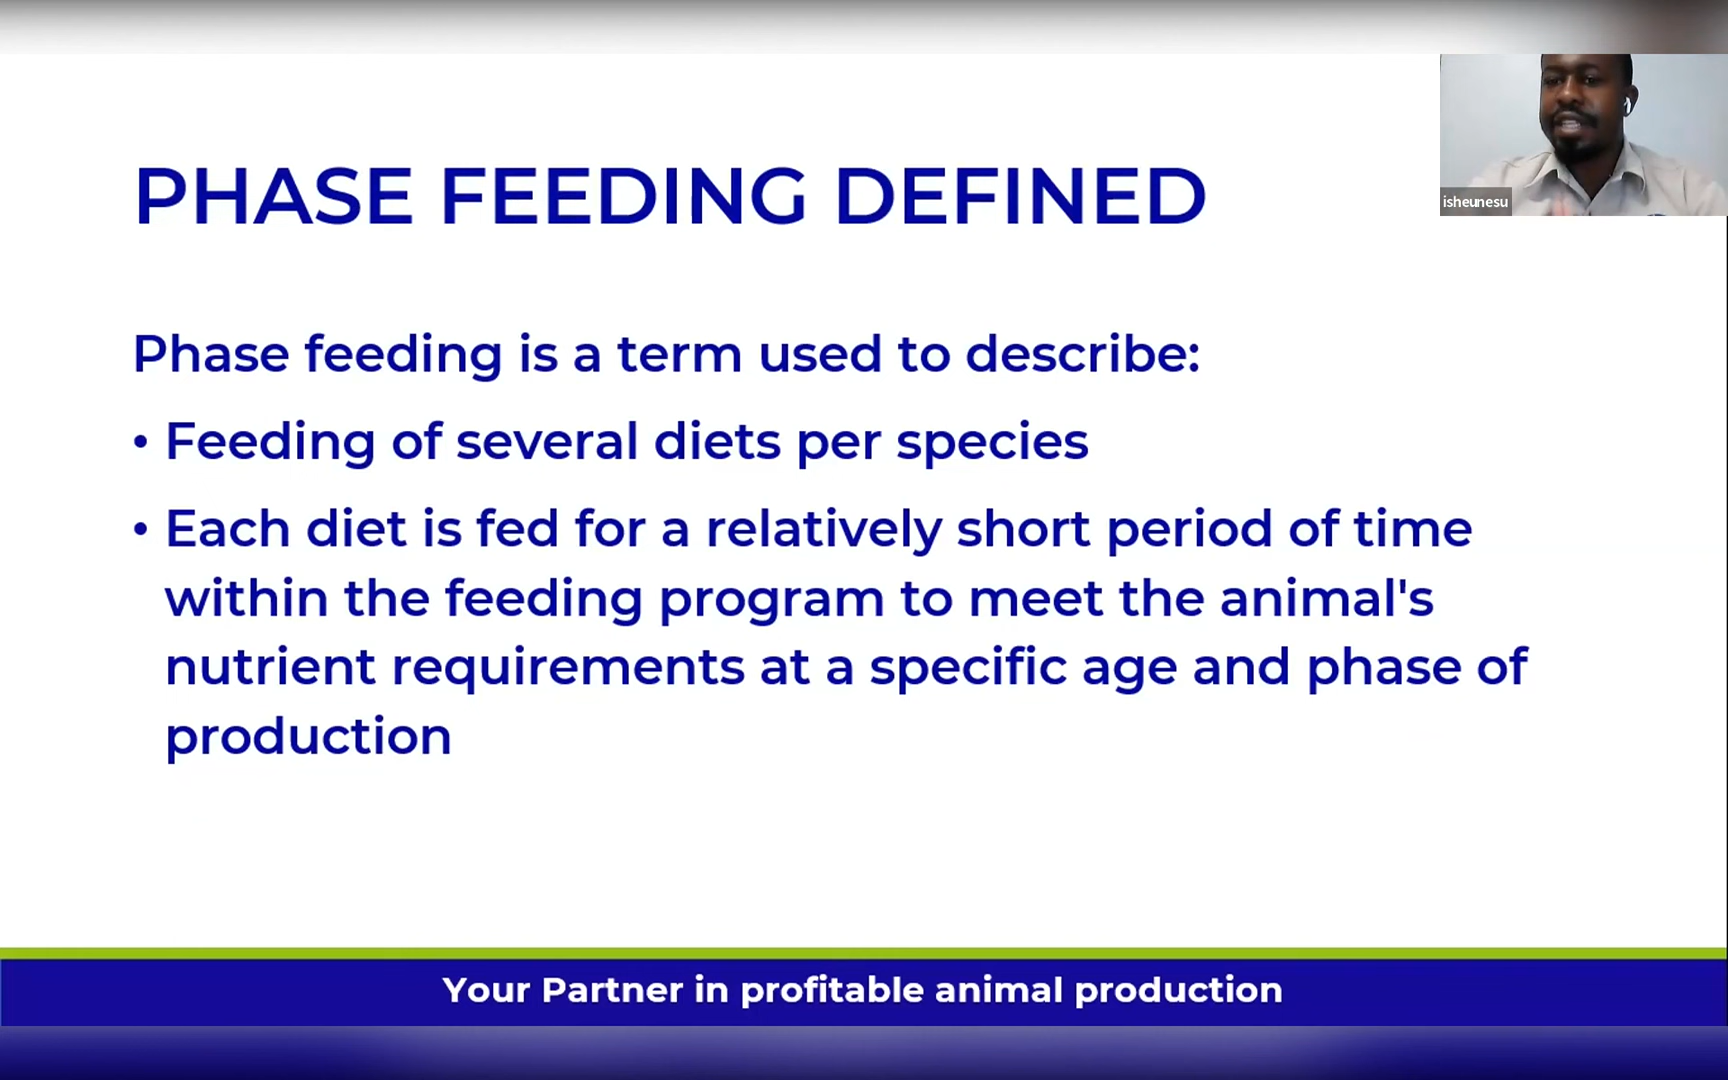 PHASE FEEDING DEFINED
isheunesu
Phase feeding is a term used to describe:
• Feeding of several diets per species
• Each diet is fed for a relatively short period of time
within the feeding program to meet the animal's
nutrient requirements at a specific age and phase of
production
Your Partner in profitable animal production